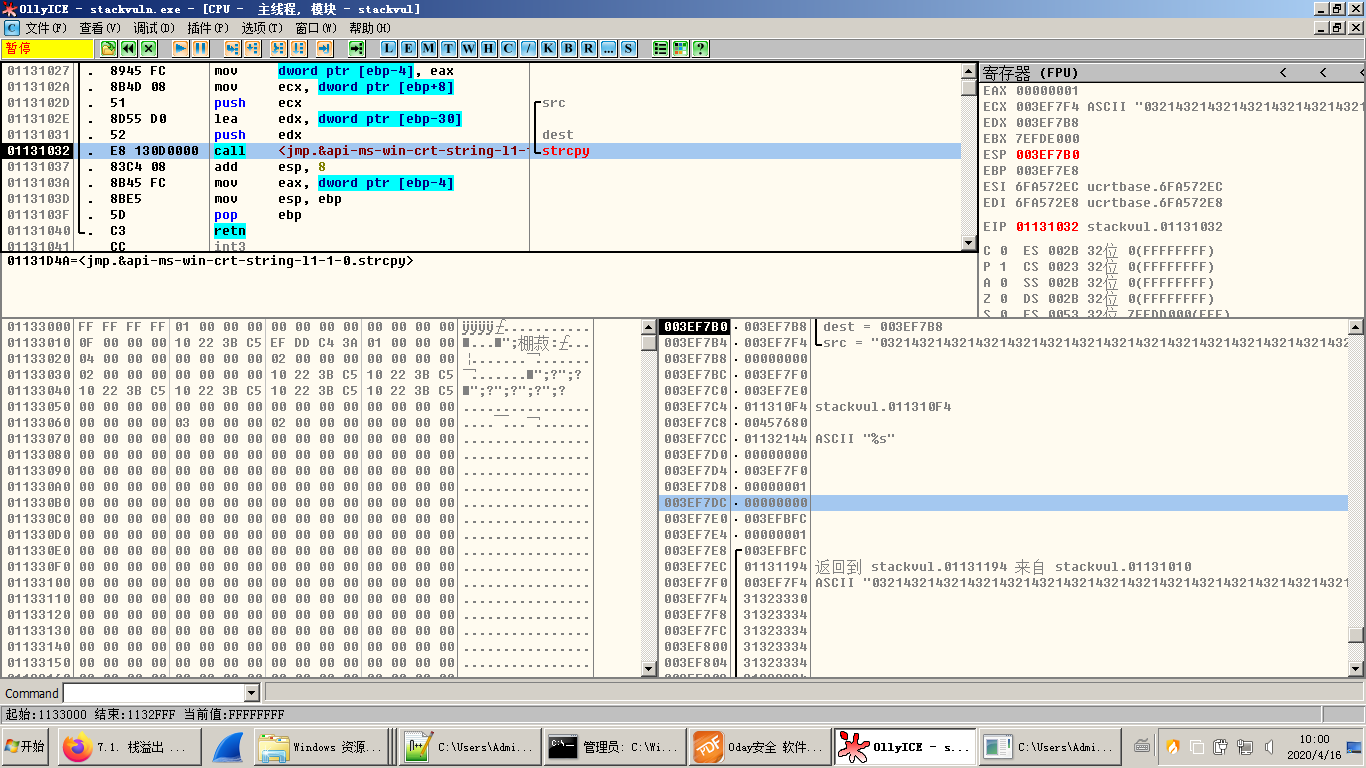 OllyICE - stackvuln.exe - [CPU - 主线程, 模块 - stackvul]
文件(F) 查看(V) 调试(D) 插件(P) 选项(T) 窗口(W) 帮助(H)
暂停
L E M T W H C / K B R ... S
01131027 . 8945 FC mov dword ptr [ebp-4], eax
0113102A . 8B4D 08 mov ecx, dword ptr [ebp+8]
0113102D . 51 push ecx src
0113102E . 8D55 D0 lea edx, dword ptr [ebp-30]
01131031 . 52 push edx dest
01131032 . E8 130D0000 call <jmp.&api-ms-win-crt-string-l1-1- strcpy
01131037 . 83C4 08 add esp, 8
0113103A . 8B45 FC mov eax, dword ptr [ebp-4]
0113103D . 8BE5 mov esp, ebp
0113103F . 5D pop ebp
01131040 . C3 retn
01131041 CC int3
01131D4A=<jmp.&api-ms-win-crt-string-l1-1-0.strcpy>
寄存器 (FPU) < <
EAX 00000001
ECX 003EF7F4 ASCII "03214321432143214321432143214321
EDX 003EF7B8
EBX 7EFDE000
ESP 003EF7B0
EBP 003EF7E8
ESI 6FA572EC ucrtbase.6FA572EC
EDI 6FA572E8 ucrtbase.6FA572E8
EIP 01131032 stackvul.01131032
C 0 ES 002B 32位 0(FFFFFFFF)
P 1 CS 0023 32位 0(FFFFFFFF)
A 0 SS 002B 32位 0(FFFFFFFF)
Z 0 DS 002B 32位 0(FFFFFFFF)
S 0 FS 0053 32位 7EFDD000(FFF)
01133000 FF FF FF FF 01 00 00 00 00 00 00 00 00 00 00 00
01133010 0F 00 00 00 10 22 3B C5 EF DD C4 3A 01 00 00 00
01133020 04 00 00 00 00 00 00 00 02 00 00 00 00 00 00 00
01133030 02 00 00 00 00 00 00 00 10 22 3B C5 10 22 3B C5
01133040 10 22 3B C5 10 22 3B C5 10 22 3B C5 10 22 3B C5
01133050 00 00 00 00 00 00 00 00 00 00 00 00 00 00 00 00
01133060 00 00 00 00 03 00 00 00 02 00 00 00 00 00 00 00
01133070 00 00 00 00 00 00 00 00 00 00 00 00 00 00 00 00
01133080 00 00 00 00 00 00 00 00 00 00 00 00 00 00 00 00
01133090 00 00 00 00 00 00 00 00 00 00 00 00 00 00 00 00
011330A0 00 00 00 00 00 00 00 00 00 00 00 00 00 00 00 00
011330B0 00 00 00 00 00 00 00 00 00 00 00 00 00 00 00 00
011330C0 00 00 00 00 00 00 00 00 00 00 00 00 00 00 00 00
011330D0 00 00 00 00 00 00 00 00 00 00 00 00 00 00 00 00
011330E0 00 00 00 00 00 00 00 00 00 00 00 00 00 00 00 00
011330F0 00 00 00 00 00 00 00 00 00 00 00 00 00 00 00 00
01133100 00 00 00 00 00 00 00 00 00 00 00 00 00 00 00 00
01133110 00 00 00 00 00 00 00 00 00 00 00 00 00 00 00 00
01133120 00 00 00 00 00 00 00 00 00 00 00 00 00 00 00 00
01133130 00 00 00 00 00 00 00 00 00 00 00 00 00 00 00 00
01133140 00 00 00 00 00 00 00 00 00 00 00 00 00 00 00 00
01133150 00 00 00 00 00 00 00 00 00 00 00 00 00 00 00 00
003EF7B0 003EF7B8 dest = 003EF7B8
003EF7B4 003EF7F4 src = "032143214321432143214321432143214321432143214321432143214321432
003EF7B8 00000000
003EF7BC 003EF7F0
003EF7C0 003EF7E0
003EF7C4 011310F4 stackvul.011310F4
003EF7C8 00457680
003EF7CC 01132144 ASCII "%s"
003EF7D0 00000000
003EF7D4 003EF7F0
003EF7D8 00000001
003EF7DC 00000000
003EF7E0 003EFBFC
003EF7E4 00000001
003EF7E8 003EFBFC
003EF7EC 01131194 返回到 stackvul.01131194 来自 stackvul.01131010
003EF7F0 003EF7F4 ASCII "0321432143214321432143214321432143214321432143214321432143214321
003EF7F4 31323330
003EF7F8 31323334
003EF7FC 31323334
003EF800 31323334
003EF804 31323334
Command
起始:1133000 结束:1132FFF 当前值:FFFFFFFF
开始
7.1. 栈溢出 ...
Windows 资源...
C:\Users\Admi...
管理员: C:\Wi...
0day安全 软件...
OllyICE - s...
C:\Users\Admi...
10:00
2020/4/16